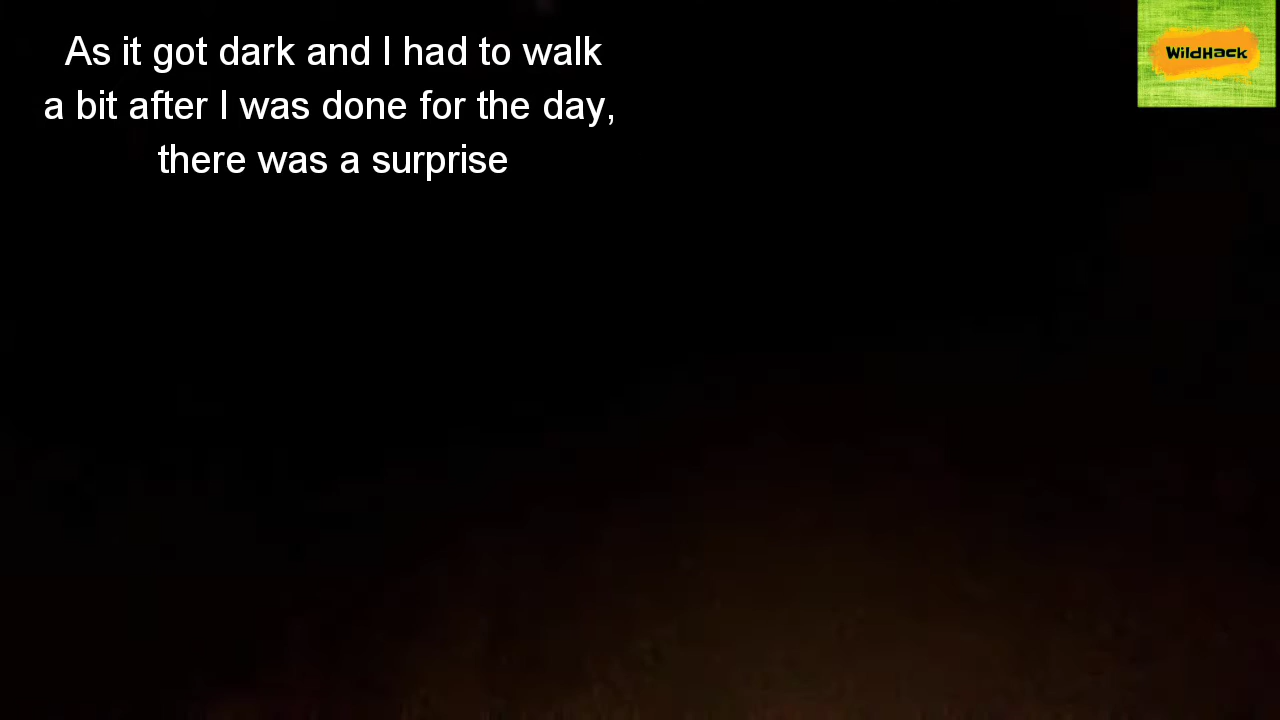 As it got dark and I had to walk
a bit after I was done for the day,
there was a surprise
WildHack